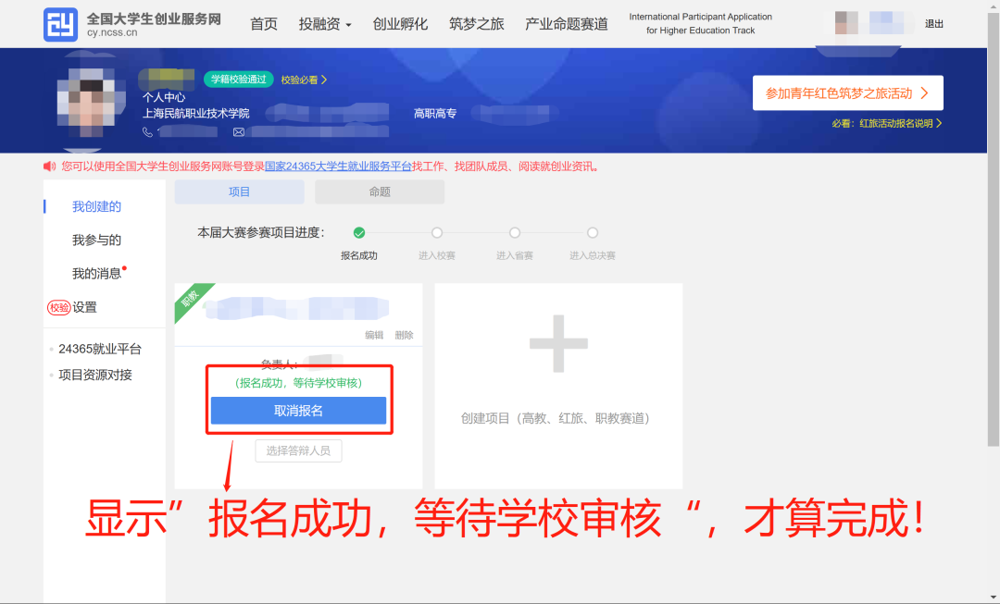 全国大学生创业服务网
cy.ncss.cn
首页 投融资 创业孵化 筑梦之旅 产业命题赛道
International Participant Application
for Higher Education Track
退出
学籍校验通过 校验必看
个人中心
上海民航职业技术学院 高职高专
参加青年红色筑梦之旅活动
必看：红旅活动报名说明
您可以使用全国大学生创业服务网账号登录国家24365大学生就业服务平台找工作、找团队成员、阅读就创业资讯。
我创建的
我参与的
我的消息
校验 设置
24365就业平台
项目资源对接
项目 命题
本届大赛参赛项目进度：
报名成功 进入校赛 进入省赛 进入总决赛
职教
编辑 删除
负责人：
（报名成功，等待学校审核）
取消报名
选择答辩人员
创建项目（高教、红旅、职教赛道）
显示”报名成功，等待学校审核“，才算完成！